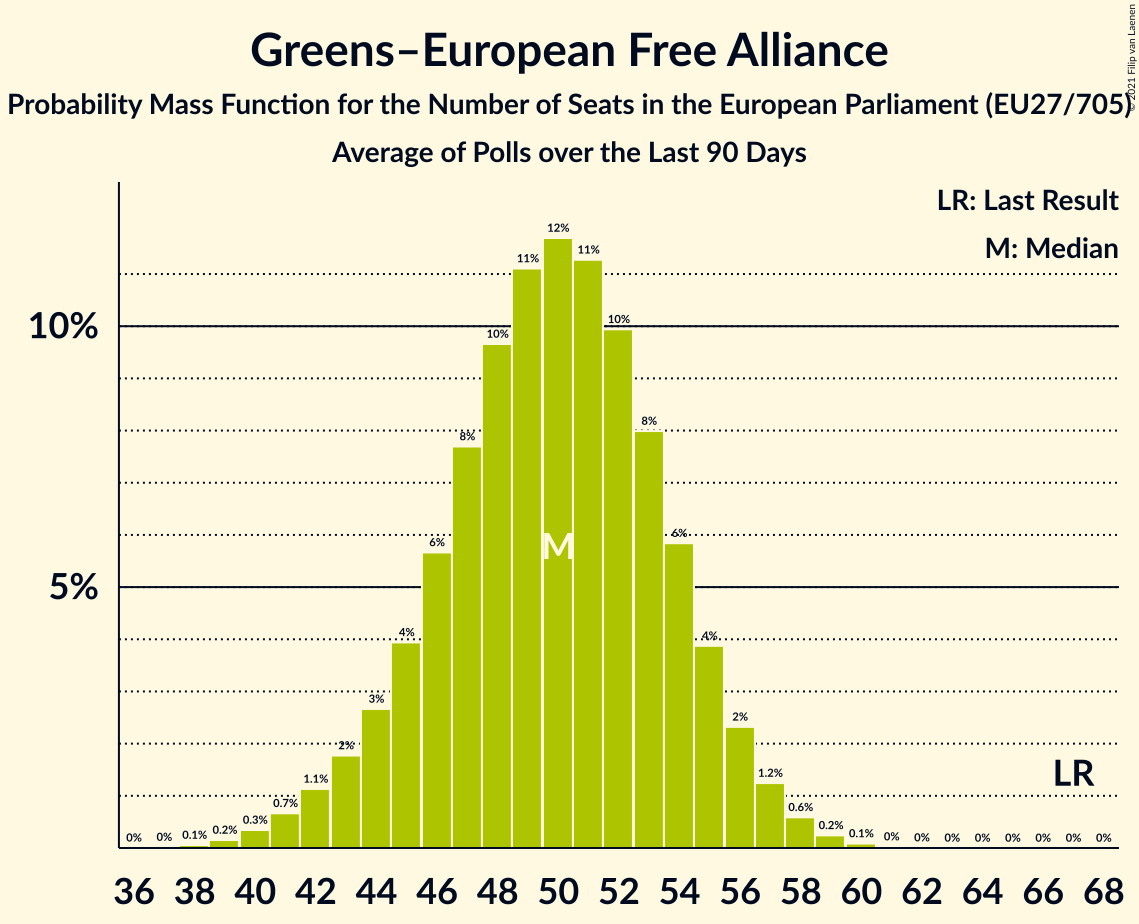 Greens–European Free Alliance
Probability Mass Function for the Number of Seats in the European Parliament (EU27/705)
Average of Polls over the Last 90 Days
© 2021 Filip van Laenen
LR: Last Result
M: Median
10%
5%
0% 0% 0.1% 0.2% 0.3% 0.7% 1.1% 2% 3% 4% 6% 8% 10% 11% 12% 11% 10% 8% 6% 4% 2% 1.2% 0.6% 0.2% 0.1% 0% 0% 0% 0% 0% 0% 0% 0%
M
LR
36 38 40 42 44 46 48 50 52 54 56 58 60 62 64 66 68